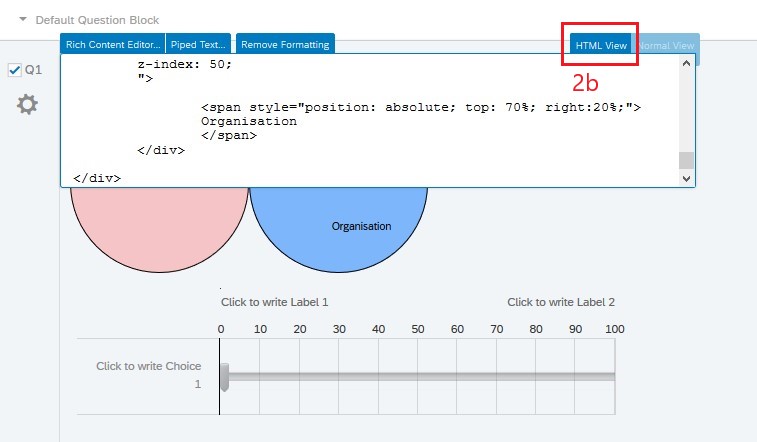 Default Question Block
Rich Content Editor... Piped Text... Remove Formatting HTML View Normal View
2b
Q1
z-index: 50;
">
<span style="position: absolute; top: 70%; right:20%;">
Organisation
</span>
</div>
</div>
Organisation
Click to write Label 1 Click to write Label 2
0 10 20 30 40 50 60 70 80 90 100
Click to write Choice
1